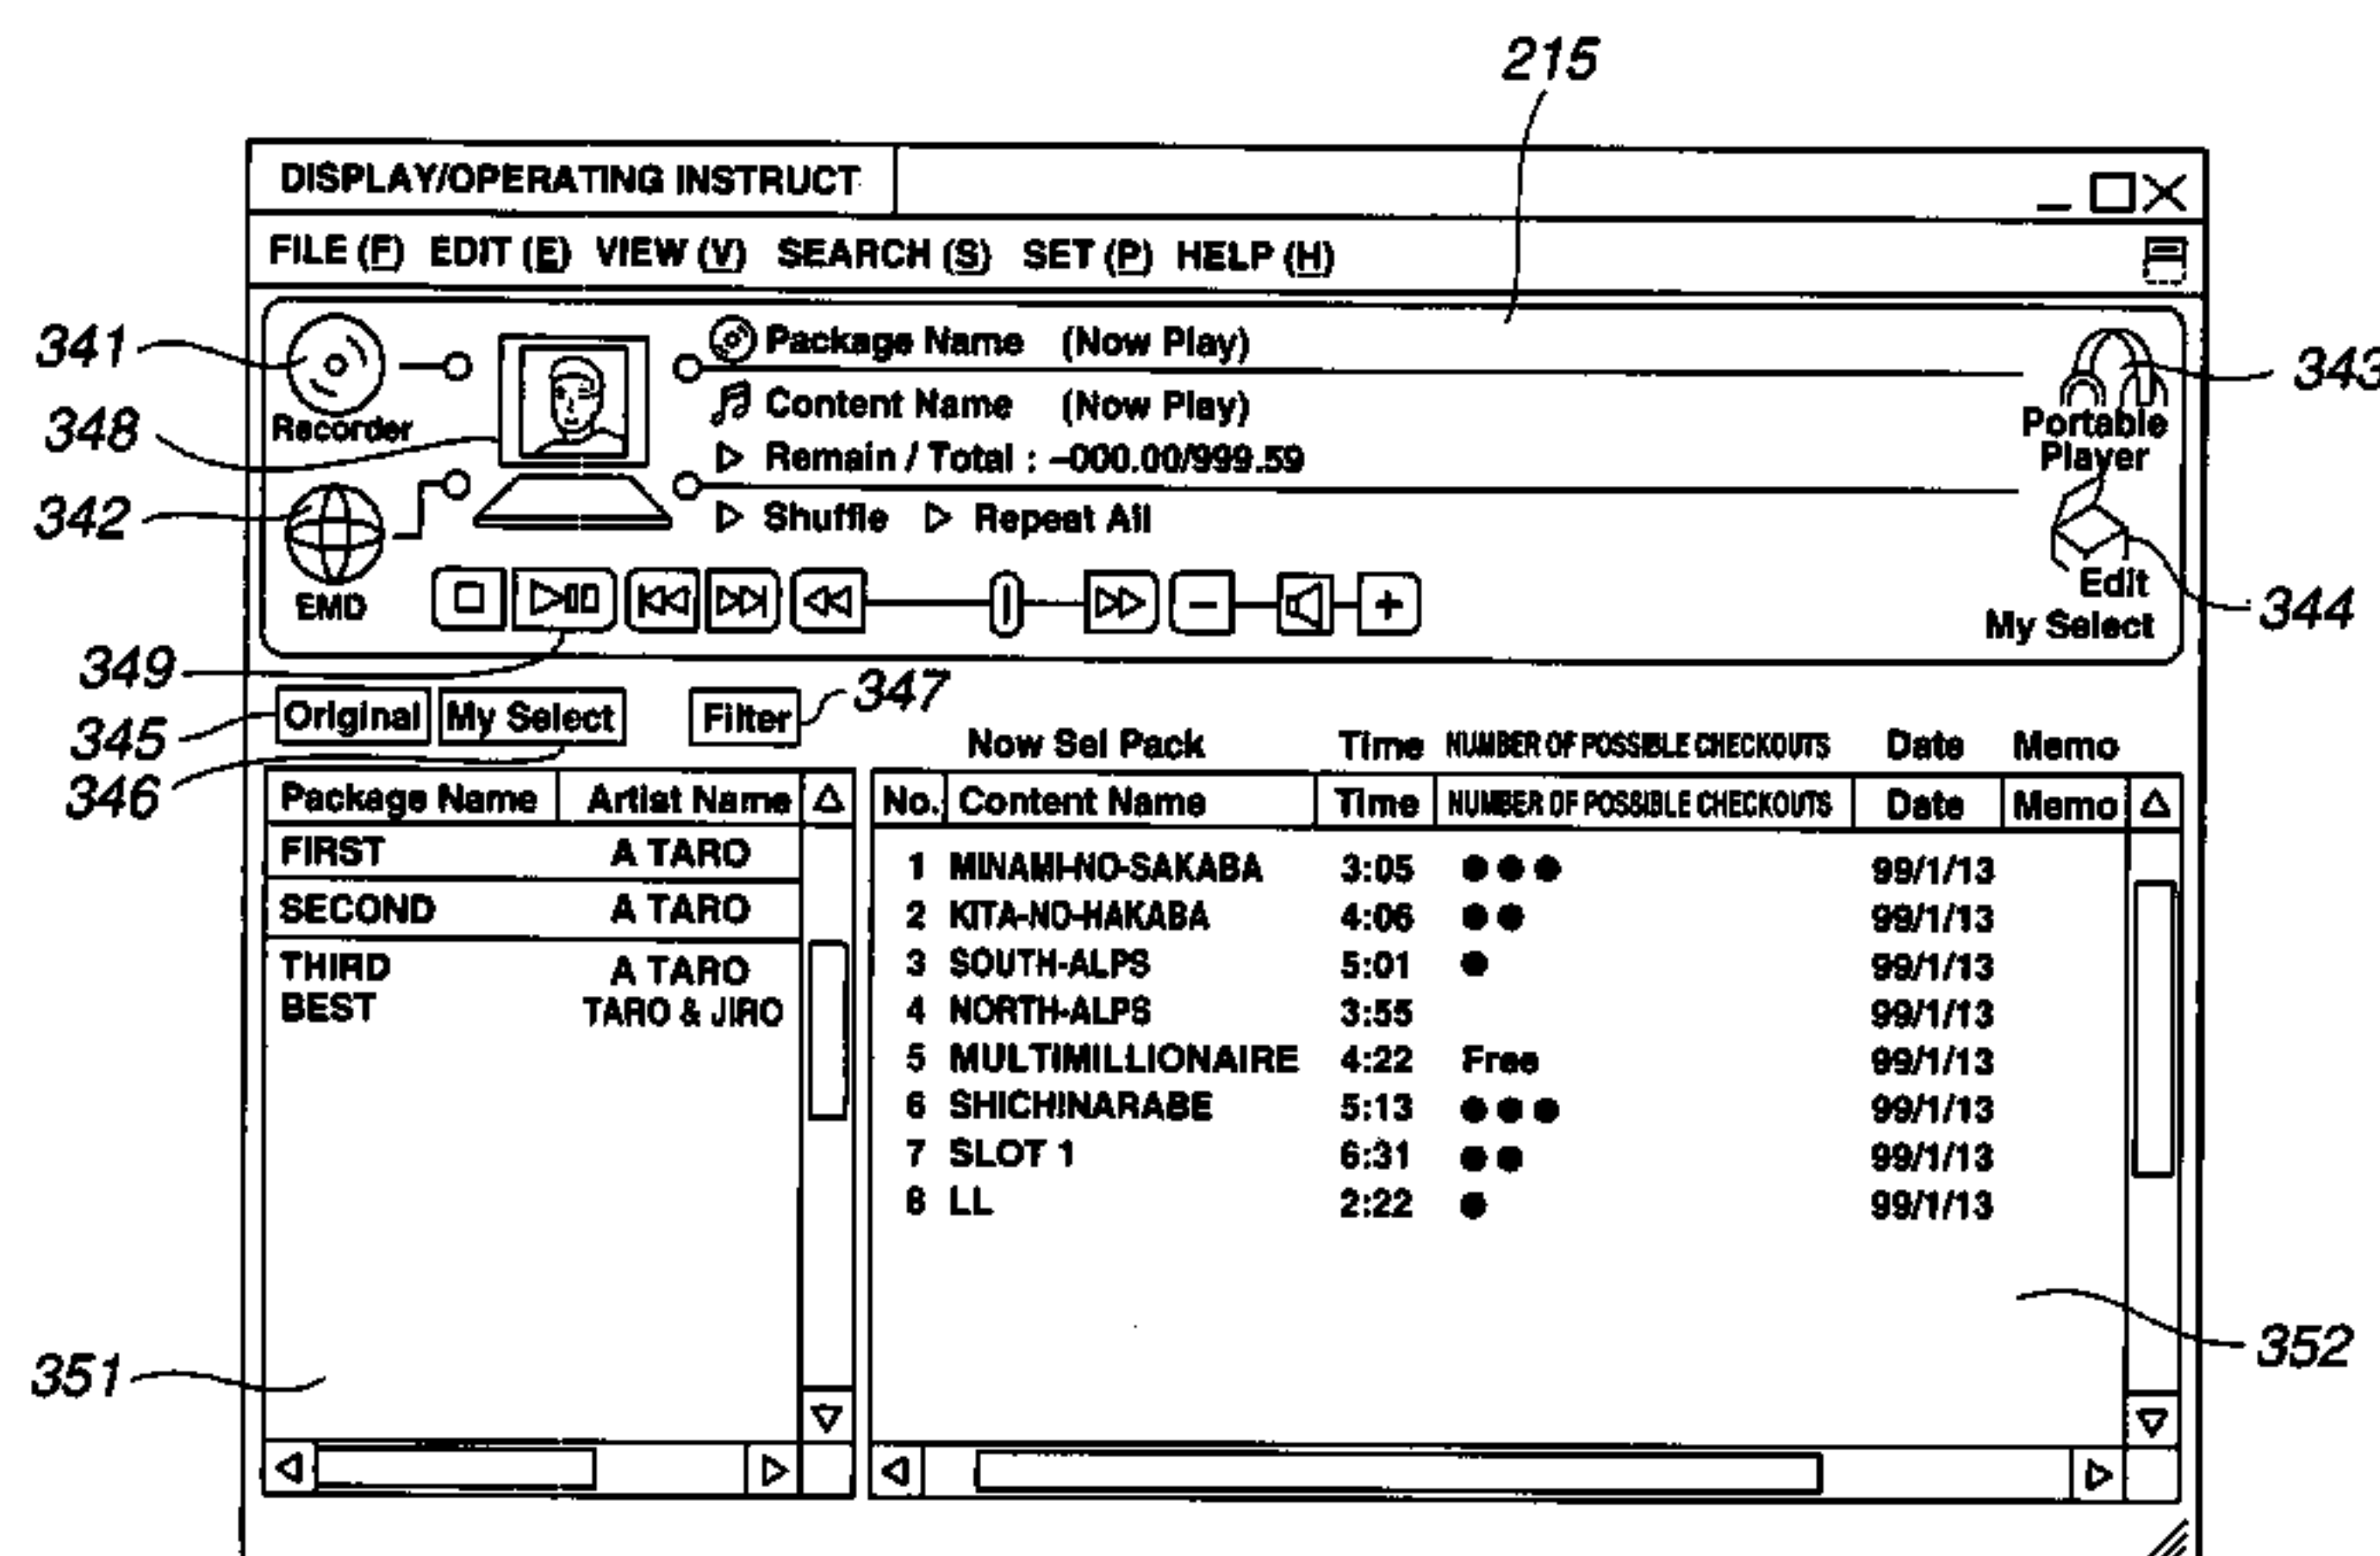 215
DISPLAY/OPERATING INSTRUCT
FILE (F) EDIT (E) VIEW (V) SEARCH (S) SET (P) HELP (H)
341
Recorder
348
342
EMD
Package Name (Now Play)
Content Name (Now Play)
Remain / Total : -000.00/999.59
Shuffle Repeat All
343
Portable
Player
Edit
My Select
344
349
345
346
Original My Select Filter
347
Now Sel Pack Time NUMBER OF POSSIBLE CHECKOUTS Date Memo
Package Name Artist Name
FIRST A TARO
SECOND A TARO
THIRD A TARO
BEST TARO & JIRO
No. Content Name Time NUMBER OF POSSIBLE CHECKOUTS Date Memo
1 MINAMI-NO-SAKABA 3:05 ●●● 99/1/13
2 KITA-NO-HAKABA 4:06 ●● 99/1/13
3 SOUTH-ALPS 5:01 ● 99/1/13
4 NORTH-ALPS 3:55 99/1/13
5 MULTIMILLIONAIRE 4:22 Free 99/1/13
6 SHICHINARABE 5:13 ●●● 99/1/13
7 SLOT 1 6:31 ●● 99/1/13
8 LL 2:22 ● 99/1/13
351
352